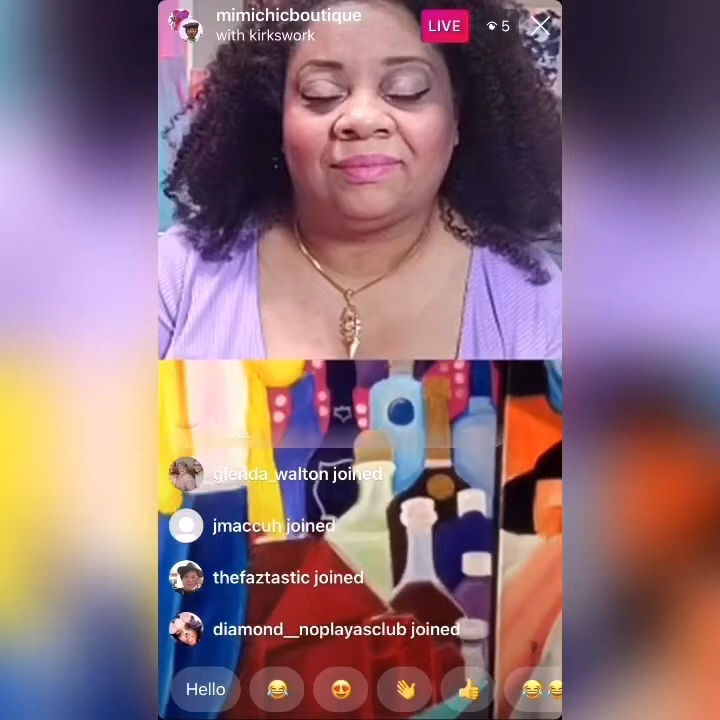 mimichicboutique
with kirkswork
LIVE
5
glenda_walton joined
jmaccuh joined
thefaztastic joined
diamond__noplayasclub joined
Hello